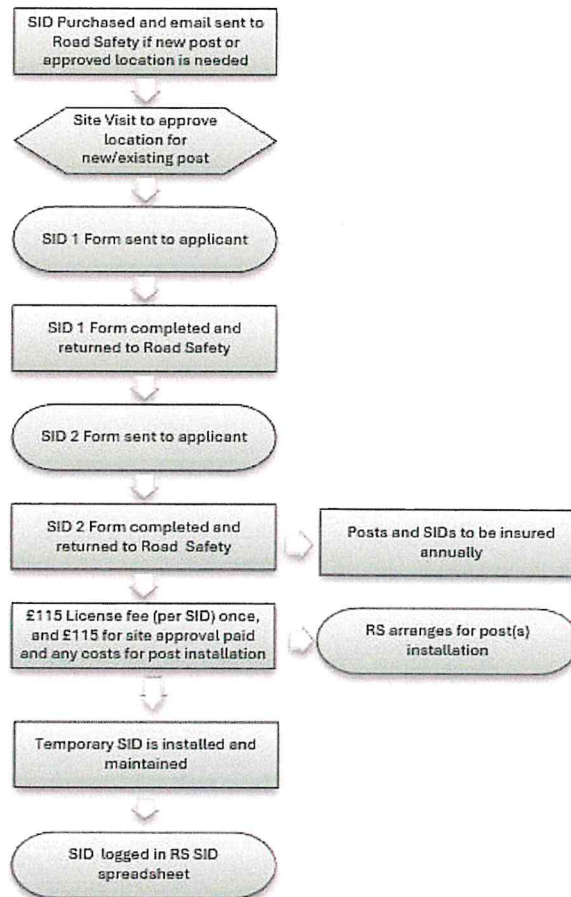 SID Purchased and email sent to
Road Safety if new post or
approved location is needed
Site Visit to approve
location for
new/existing post
SID 1 Form sent to applicant
SID 1 Form completed and
returned to Road Safety
SID 2 Form sent to applicant
SID 2 Form completed and
returned to Road Safety
Posts and SIDs to be insured
annually
£115 License fee (per SID) once,
and £115 for site approval paid
and any costs for post installation
RS arranges for post(s)
installation
Temporary SID is installed and
maintained
SID logged in RS SID
spreadsheet